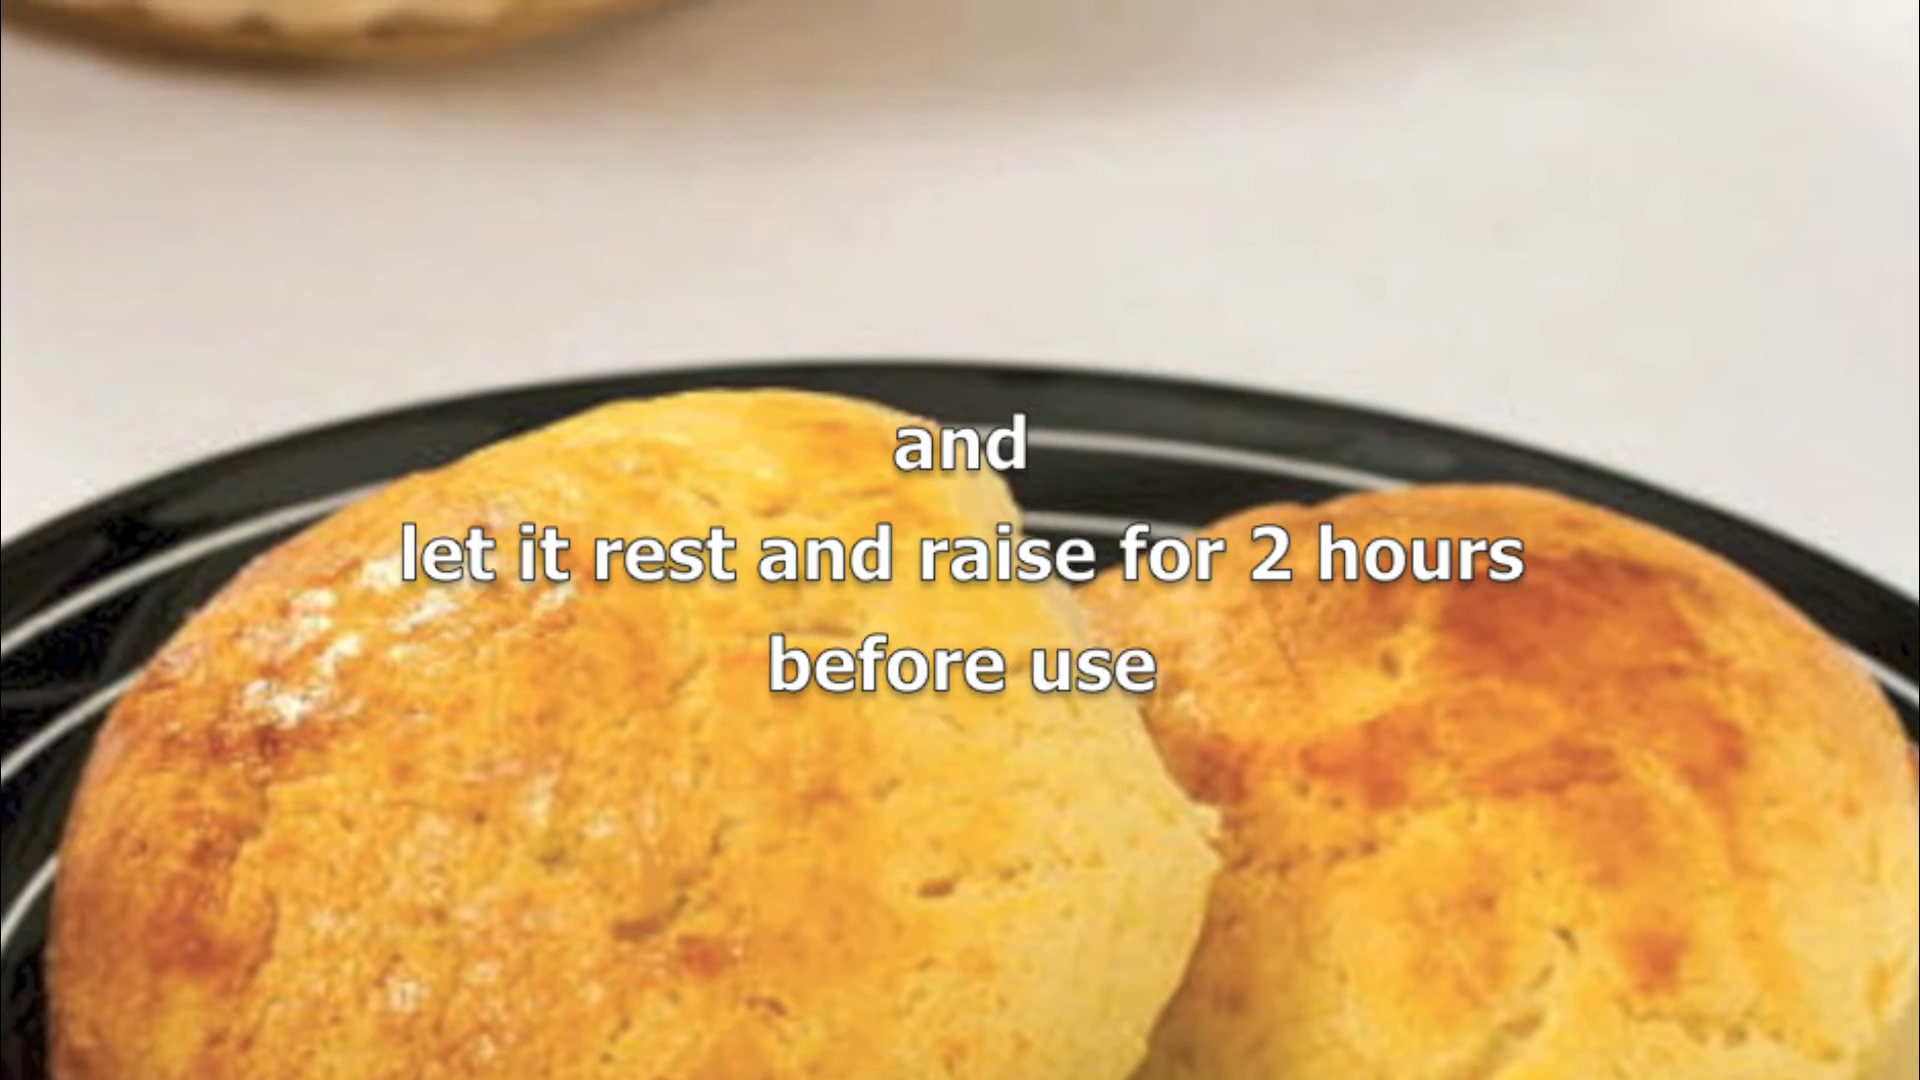 and
let it rest and raise for 2 hours
before use